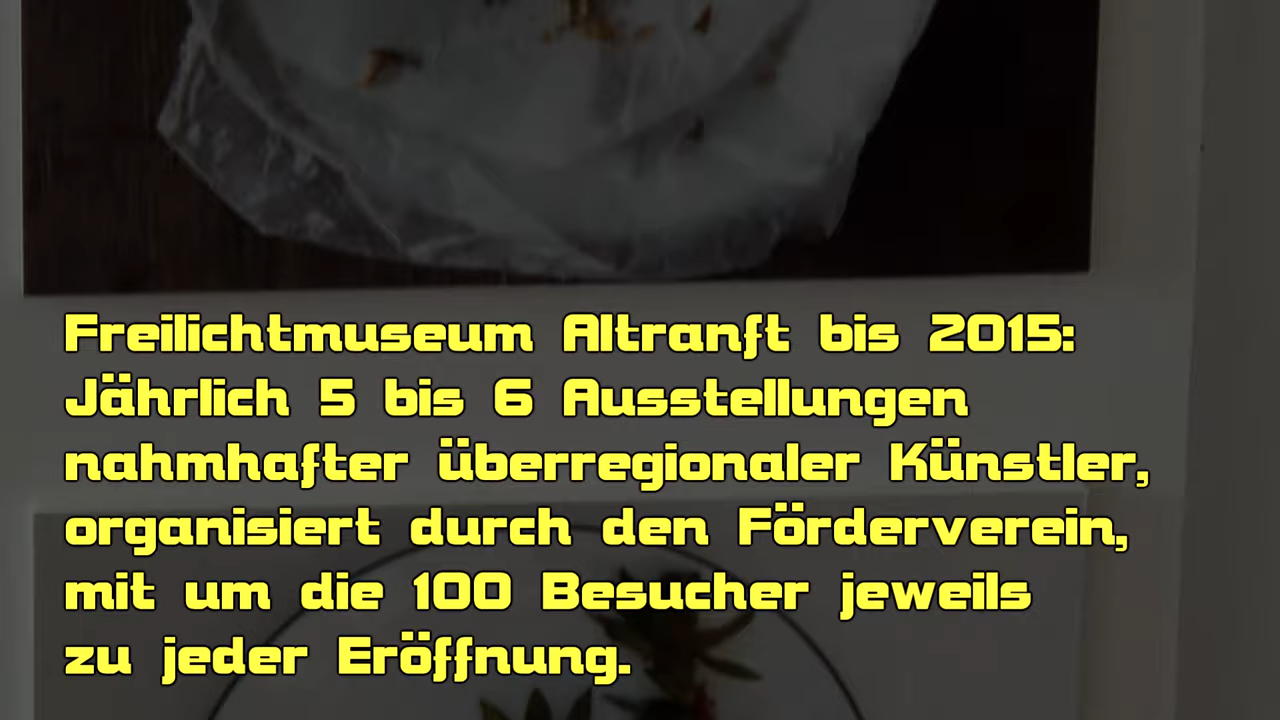 Freilichtmuseum Altranft bis 2015:
Jährlich 5 bis 6 Ausstellungen
nahmhafter überregionaler Künstler,
organisiert durch den Förderverein,
mit um die 100 Besucher jeweils
zu jeder Eröffnung.